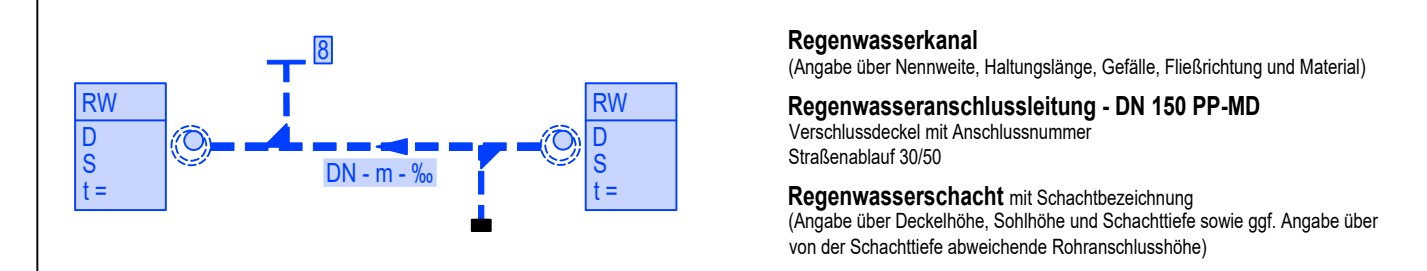 8
RW
D
S
t =
DN - m - ‰
RW
D
S
t =
Regenwasserkanal
(Angabe über Nennweite, Haltungslänge, Gefälle, Fließrichtung und Material)
Regenwasseranschlussleitung - DN 150 PP-MD
Verschlussdeckel mit Anschlussnummer
Straßenablauf 30/50
Regenwasserschacht mit Schachtbezeichnung
(Angabe über Deckelhöhe, Sohlhöhe und Schachttiefe sowie ggf. Angabe über
von der Schachttiefe abweichende Rohranschlusshöhe)